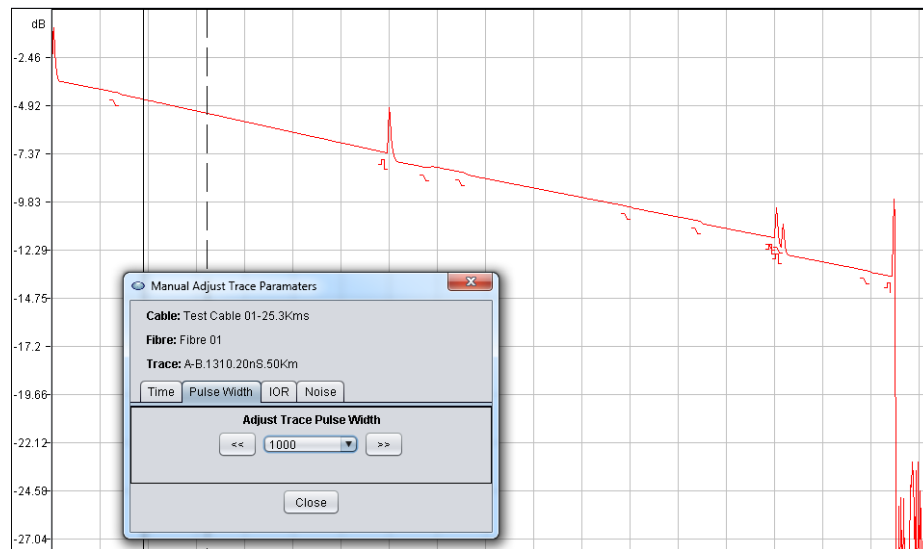 dB
-2.46
-4.92
-7.37
-9.83
-12.29
-14.75
-17.2
-19.66
-22.12
-24.58
-27.04
Manual Adjust Trace Paramaters
Cable: Test Cable 01-25.3Kms
Fibre: Fibre 01
Trace: A-B.1310.20nS.50Km
Time Pulse Width IOR Noise
Adjust Trace Pulse Width
<< 1000 >>
Close